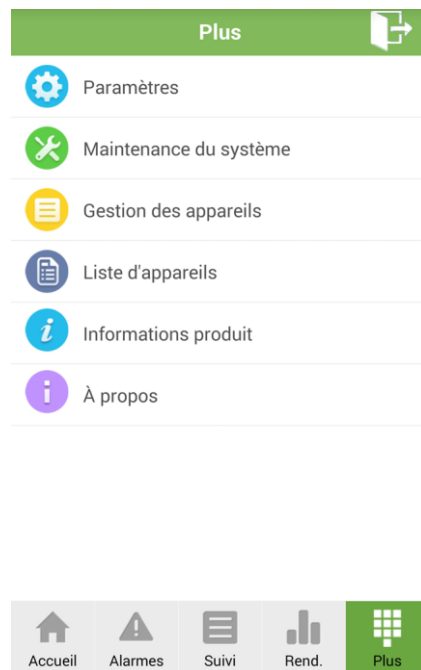 Plus
Paramètres
Maintenance du système
Gestion des appareils
Liste d'appareils
Informations produit
À propos
Accueil Alarmes Suivi Rend. Plus